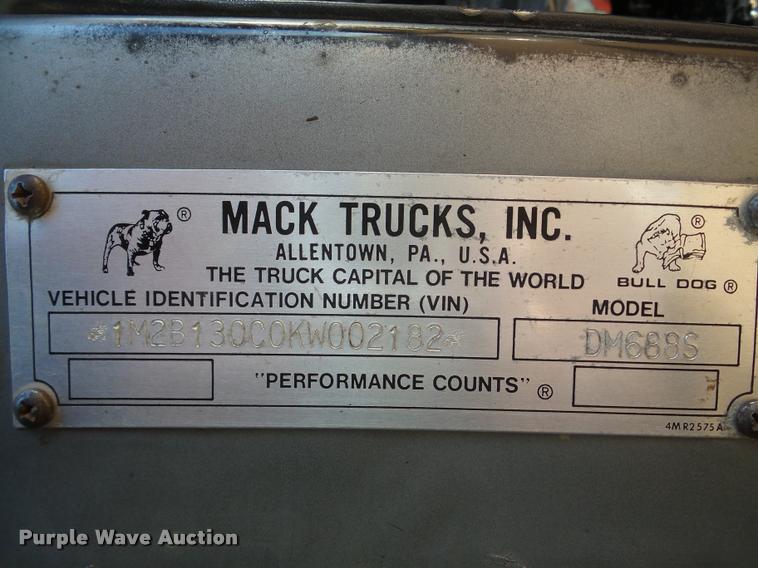 ®
MACK TRUCKS, INC.
®
ALLENTOWN, PA., U.S.A.
THE TRUCK CAPITAL OF THE WORLD
BULL DOG ®
VEHICLE IDENTIFICATION NUMBER (VIN)
MODEL
*1M2B130C0KW002182*
DM688S
"PERFORMANCE COUNTS" ®
4MR2575A
Purple Wave Auction